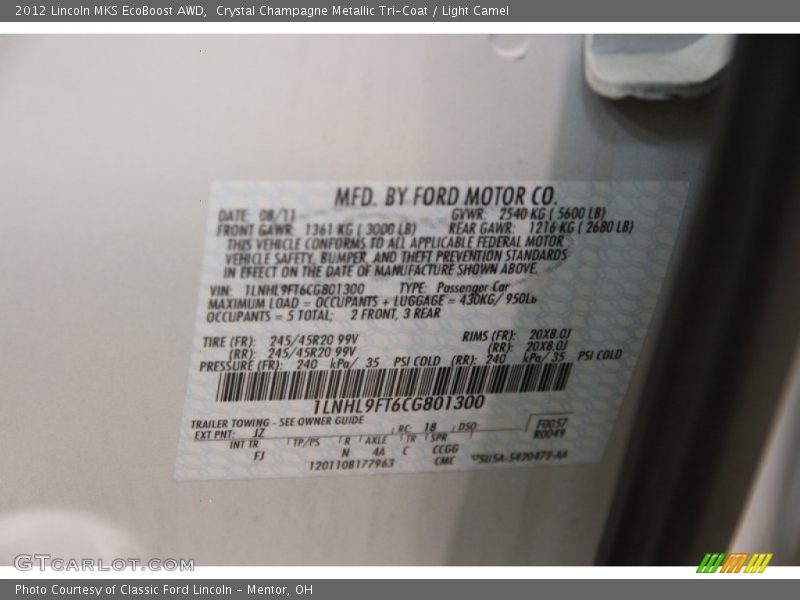 2012 Lincoln MKS EcoBoost AWD, Crystal Champagne Metallic Tri-Coat / Light Camel
MFD. BY FORD MOTOR CO.
DATE: 08/11 GVWR: 2540 KG ( 5600 LB)
FRONT GAWR: 1361 KG ( 3000 LB) REAR GAWR: 1216 KG ( 2680 LB)
THIS VEHICLE CONFORMS TO ALL APPLICABLE FEDERAL MOTOR
VEHICLE SAFETY, BUMPER, AND THEFT PREVENTION STANDARDS
IN EFFECT ON THE DATE OF MANUFACTURE SHOWN ABOVE.
VIN: 1LNHL9FT6CG801300 TYPE: Passenger Car
MAXIMUM LOAD = OCCUPANTS + LUGGAGE = 430KG/ 950Lb
OCCUPANTS = 5 TOTAL; 2 FRONT, 3 REAR
TIRE (FR): 245/45R20 99V RIMS (FR): 20X8.0J
(RR): 245/45R20 99V (RR): 20X8.0J
PRESSURE (FR): 240 kPa/ 35 PSI COLD (RR): 240 kPa/ 35 PSI COLD
1LNHL9FT6CG801300
TRAILER TOWING - SEE OWNER GUIDE
EXT PNT: JZ RC: 18 DSO: F0057
R0049
INT TR TP/PS R AXLE TR SPR
FJ N 4A C CCGG
1201108177963 CMC 5U5A-5420472-AA
GTCARLOT.COM
Photo Courtesy of Classic Ford Lincoln - Mentor, OH